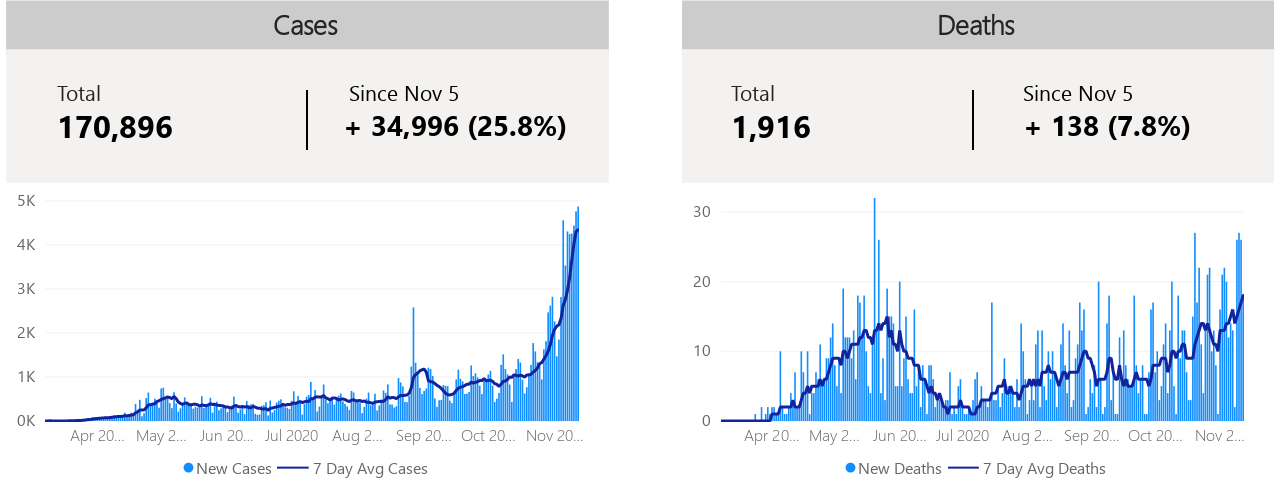 Cases
Total
170,896
Since Nov 5
+ 34,996 (25.8%)
5K
4K
3K
2K
1K
0K
Apr 20... May 2... Jun 20... Jul 2020 Aug 2... Sep 20... Oct 20... Nov 20...
New Cases 7 Day Avg Cases
Deaths
Total
1,916
Since Nov 5
+ 138 (7.8%)
30
20
10
0
Apr 20... May 2... Jun 20... Jul 2020 Aug 2... Sep 20... Oct 20... Nov 2...
New Deaths 7 Day Avg Deaths